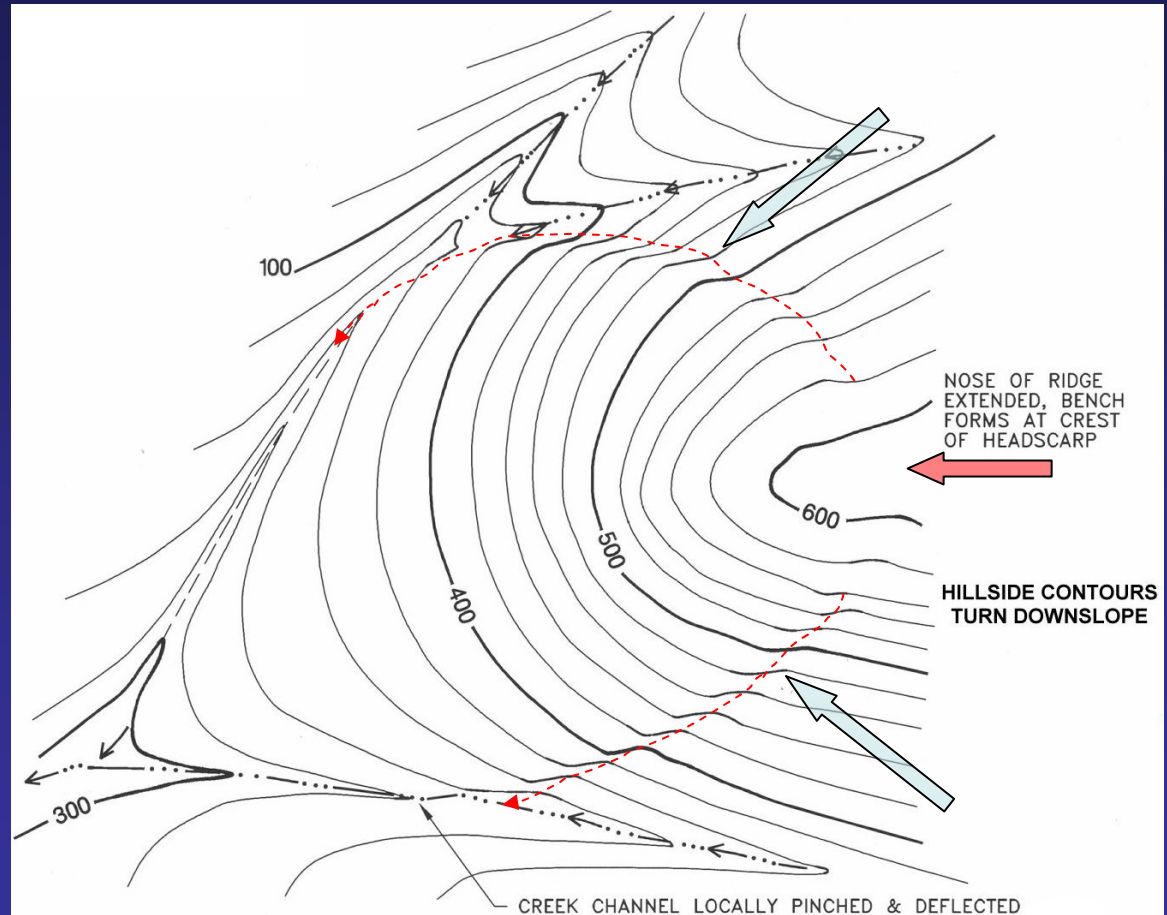 100
NOSE OF RIDGE
EXTENDED, BENCH
FORMS AT CREST
OF HEADSCARP
600
500
HILLSIDE CONTOURS
TURN DOWNSLOPE
400
300
CREEK CHANNEL LOCALLY PINCHED & DEFLECTED